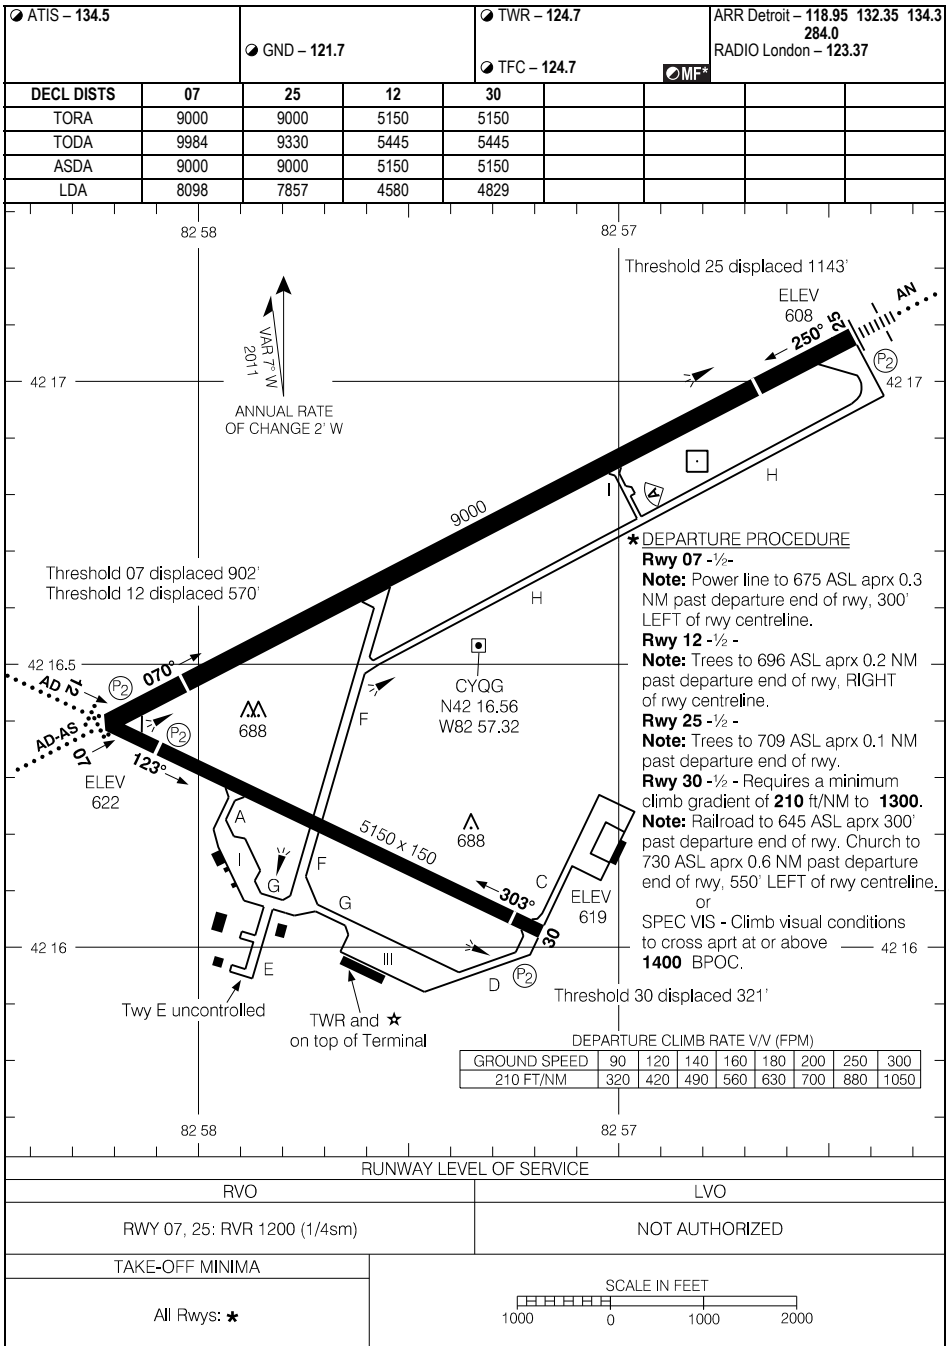 ATIS – 134.5
GND – 121.7
TWR – 124.7
TFC – 124.7
MF*
ARR Detroit – 118.95 132.35 134.3
284.0
RADIO London – 123.37
DECL DISTS 07 25 12 30
TORA 9000 9000 5150 5150
TODA 9984 9330 5445 5445
ASDA 9000 9000 5150 5150
LDA 8098 7857 4580 4829
82 58
82 57
Threshold 25 displaced 1143'
ELEV
608
AN
25
250°
P2
VAR 7° W
2011
42 17
42 17
ANNUAL RATE
OF CHANGE 2' W
H
I
A
9000
Threshold 07 displaced 902'
Threshold 12 displaced 570'
H
* DEPARTURE PROCEDURE
Rwy 07 -½-
Note: Power line to 675 ASL aprx 0.3
NM past departure end of rwy, 300'
LEFT of rwy centreline.
Rwy 12 -½ -
Note: Trees to 696 ASL aprx 0.2 NM
past departure end of rwy, RIGHT
of rwy centreline.
Rwy 25 -½ -
Note: Trees to 709 ASL aprx 0.1 NM
past departure end of rwy.
Rwy 30 -½ - Requires a minimum
climb gradient of 210 ft/NM to 1300.
Note: Railroad to 645 ASL aprx 300'
past departure end of rwy. Church to
730 ASL aprx 0.6 NM past departure
end of rwy, 550' LEFT of rwy centreline.
or
SPEC VIS - Climb visual conditions
to cross aprt at or above
1400 BPOC.
42 16.5
070°
AD
12
P2
AD-AS
07
ELEV
622
123°
P2
688
F
CYQG
N42 16.56
W82 57.32
A
I
G
F
G
5150 x 150
688
303°
C
ELEV
619
30
42 16
42 16
E
III
D
P2
Twy E uncontrolled
TWR and ☆
on top of Terminal
Threshold 30 displaced 321'
DEPARTURE CLIMB RATE V/V (FPM)
GROUND SPEED 90 120 140 160 180 200 250 300
210 FT/NM 320 420 490 560 630 700 880 1050
82 58
82 57
RUNWAY LEVEL OF SERVICE
RVO
LVO
RWY 07, 25: RVR 1200 (1/4sm)
NOT AUTHORIZED
TAKE-OFF MINIMA
All Rwys: *
SCALE IN FEET
1000 0 1000 2000